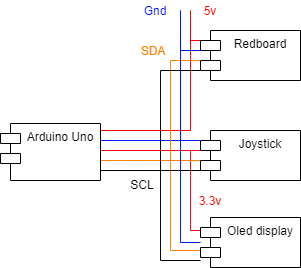 Gnd
5v
Redboard
SDA
Arduino Uno
Joystick
SCL
3.3v
Oled display